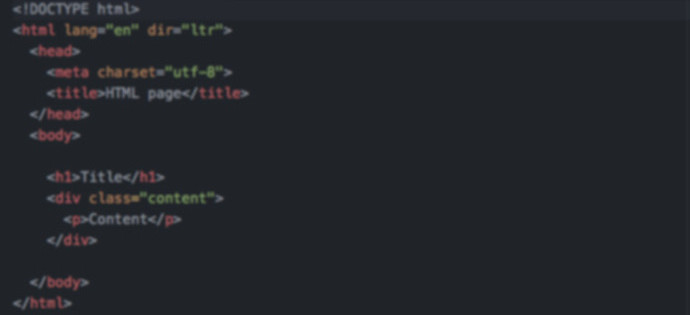 <!DOCTYPE html>
<html lang="en" dir="ltr">
<head>
<meta charset="utf-8">
<title>HTML page</title>
</head>
<body>
<h1>Title</h1>
<div class="content">
<p>Content</p>
</div>
</body>
</html>